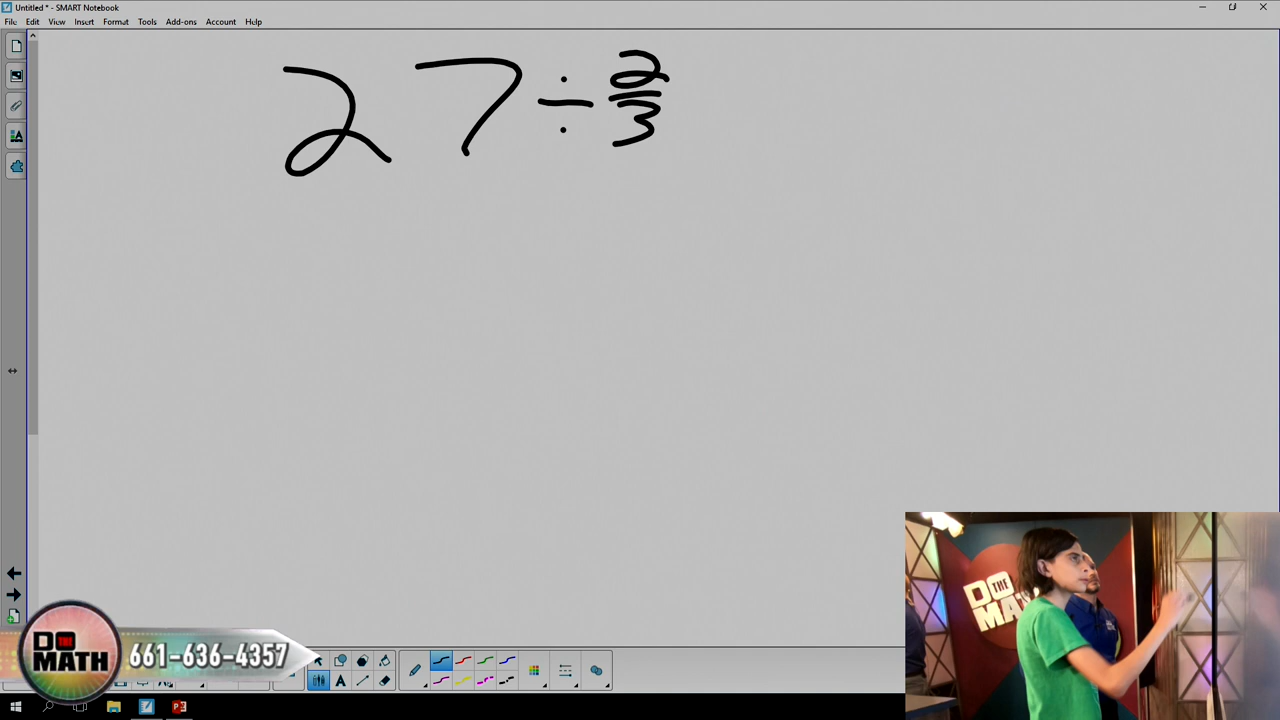 Untitled * - SMART Notebook
File Edit View Insert Format Tools Add-ons Account Help
27 ÷ 2/3
DO THE MATH
DO THE MATH 661-636-4357